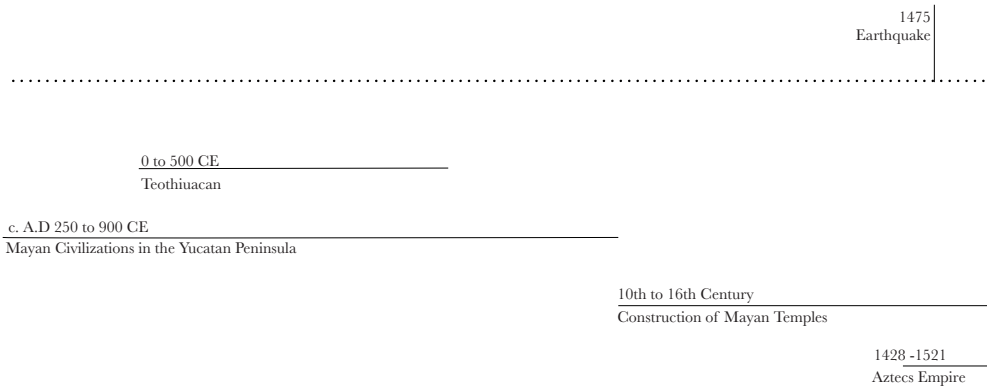 1475
Earthquake
0 to 500 CE
Teothiuacan
c. A.D 250 to 900 CE
Mayan Civilizations in the Yucatan Peninsula
10th to 16th Century
Construction of Mayan Temples
1428 -1521
Aztecs Empire